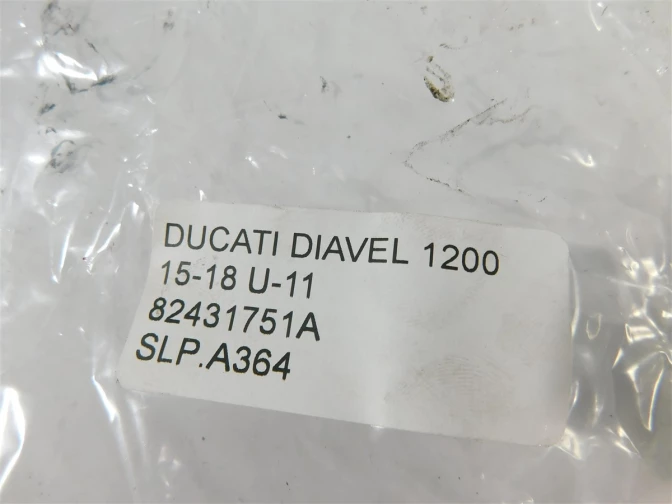 DUCATI DIAVEL 1200
15-18 U-11
82431751A
SLP.A364